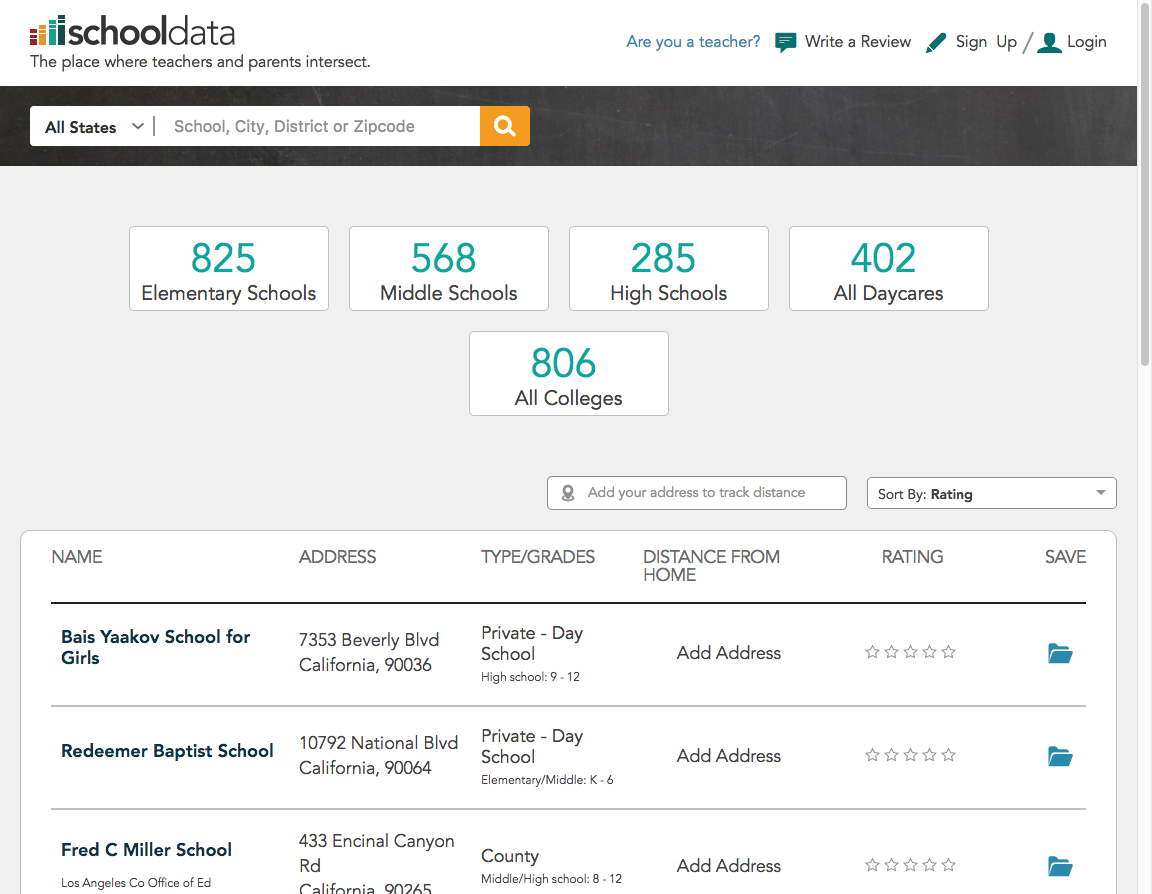 schooldata
The place where teachers and parents intersect.
Are you a teacher?
Write a Review
Sign Up / Login
All States
School, City, District or Zipcode
825
Elementary Schools
568
Middle Schools
285
High Schools
402
All Daycares
806
All Colleges
Add your address to track distance
Sort By: Rating
NAME
ADDRESS
TYPE/GRADES
DISTANCE FROM
HOME
RATING
SAVE
Bais Yaakov School for
Girls
7353 Beverly Blvd
California, 90036
Private - Day
School
High school: 9 - 12
Add Address
Redeemer Baptist School
10792 National Blvd
California, 90064
Private - Day
School
Elementary/Middle: K - 6
Add Address
Fred C Miller School
Los Angeles Co Office of Ed
433 Encinal Canyon
Rd
California, 90265
County
Middle/High school: 8 - 12
Add Address